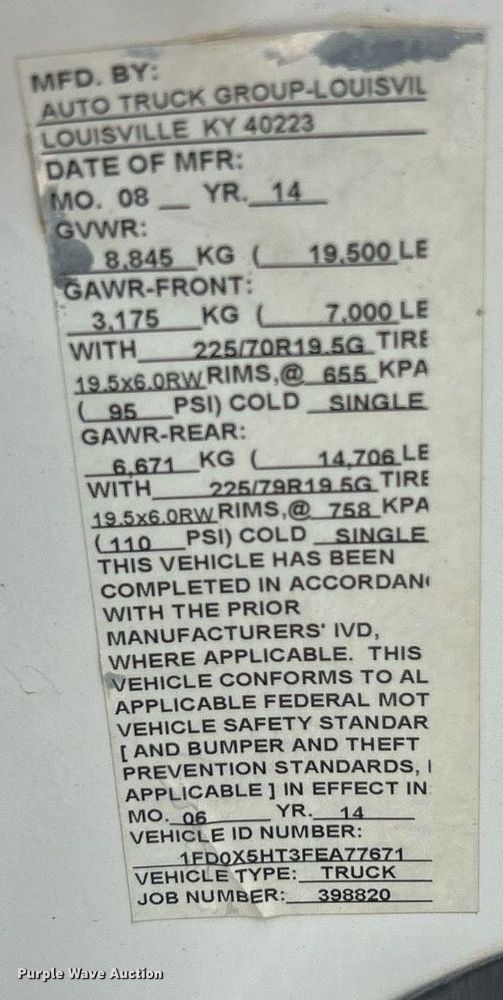 MFD. BY:
AUTO TRUCK GROUP-LOUISVIL
LOUISVILLE KY 40223
DATE OF MFR:
MO. 08 YR. 14
GVWR:
8,845 KG ( 19,500 LE
GAWR-FRONT:
3,175 KG ( 7,000 LE
WITH 225/70R19.5G TIRE
19.5x6.0RW RIMS,@ 655 KPA
( 95 PSI) COLD SINGLE
GAWR-REAR:
6,671 KG ( 14,706 LE
WITH 225/79R19.5G TIRE
19.5x6.0RW RIMS,@ 758 KPA
(110 PSI) COLD SINGLE
THIS VEHICLE HAS BEEN
COMPLETED IN ACCORDAN
WITH THE PRIOR
MANUFACTURERS' IVD,
WHERE APPLICABLE. THIS
VEHICLE CONFORMS TO AL
APPLICABLE FEDERAL MOT
VEHICLE SAFETY STANDAR
[ AND BUMPER AND THEFT
PREVENTION STANDARDS, I
APPLICABLE ] IN EFFECT IN
MO. 06 YR. 14
VEHICLE ID NUMBER:
1FD0X5HT3FEA77671
VEHICLE TYPE: TRUCK
JOB NUMBER: 398820
Purple Wave Auction